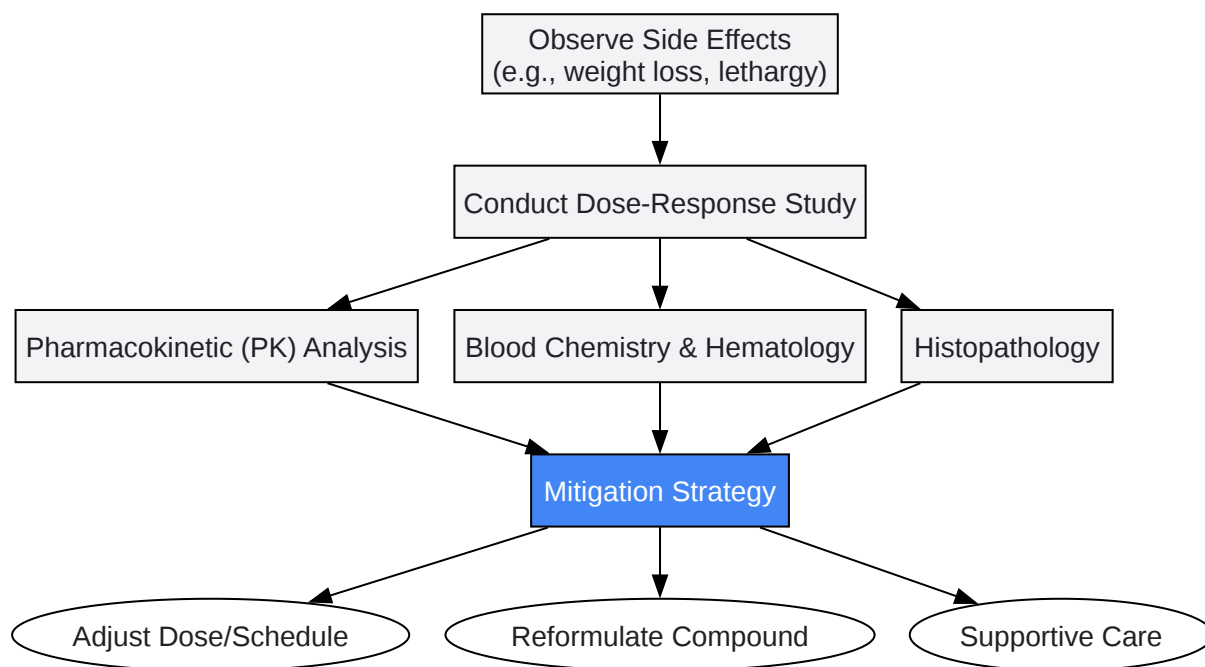 Observe Side Effects
(e.g., weight loss, lethargy)
Conduct Dose-Response Study
Pharmacokinetic (PK) Analysis
Blood Chemistry & Hematology
Histopathology
Mitigation Strategy
Adjust Dose/Schedule
Reformulate Compound
Supportive Care